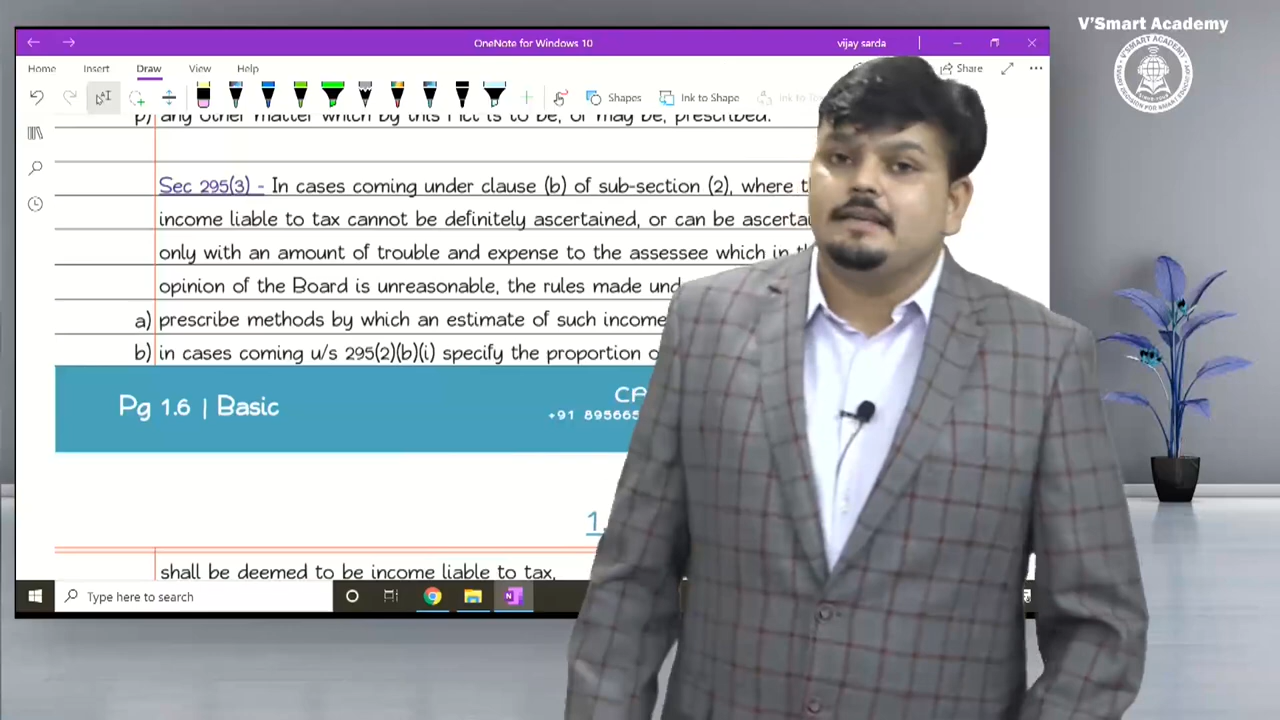 V'Smart Academy
OneNote for Windows 10
vijay sarda
Home Insert Draw View Help
Share
Shapes Ink to Shape Ink to
p) any other matter which by this Act is to be, or may be, prescribed.
Sec 295(3) - In cases coming under clause (b) of sub-section (2), where
income liable to tax cannot be definitely ascertained, or can be
only with an amount of trouble and expense to the assessee which in
opinion of the Board is unreasonable, the rules made
a) prescribe methods by which an estimate of such income
b) in cases coming u/s 295(2)(b)(i) specify the proportion
Pg 1.6 | Basic
CA
+91 89566
1.
shall be deemed to be income liable to tax,
Type here to search